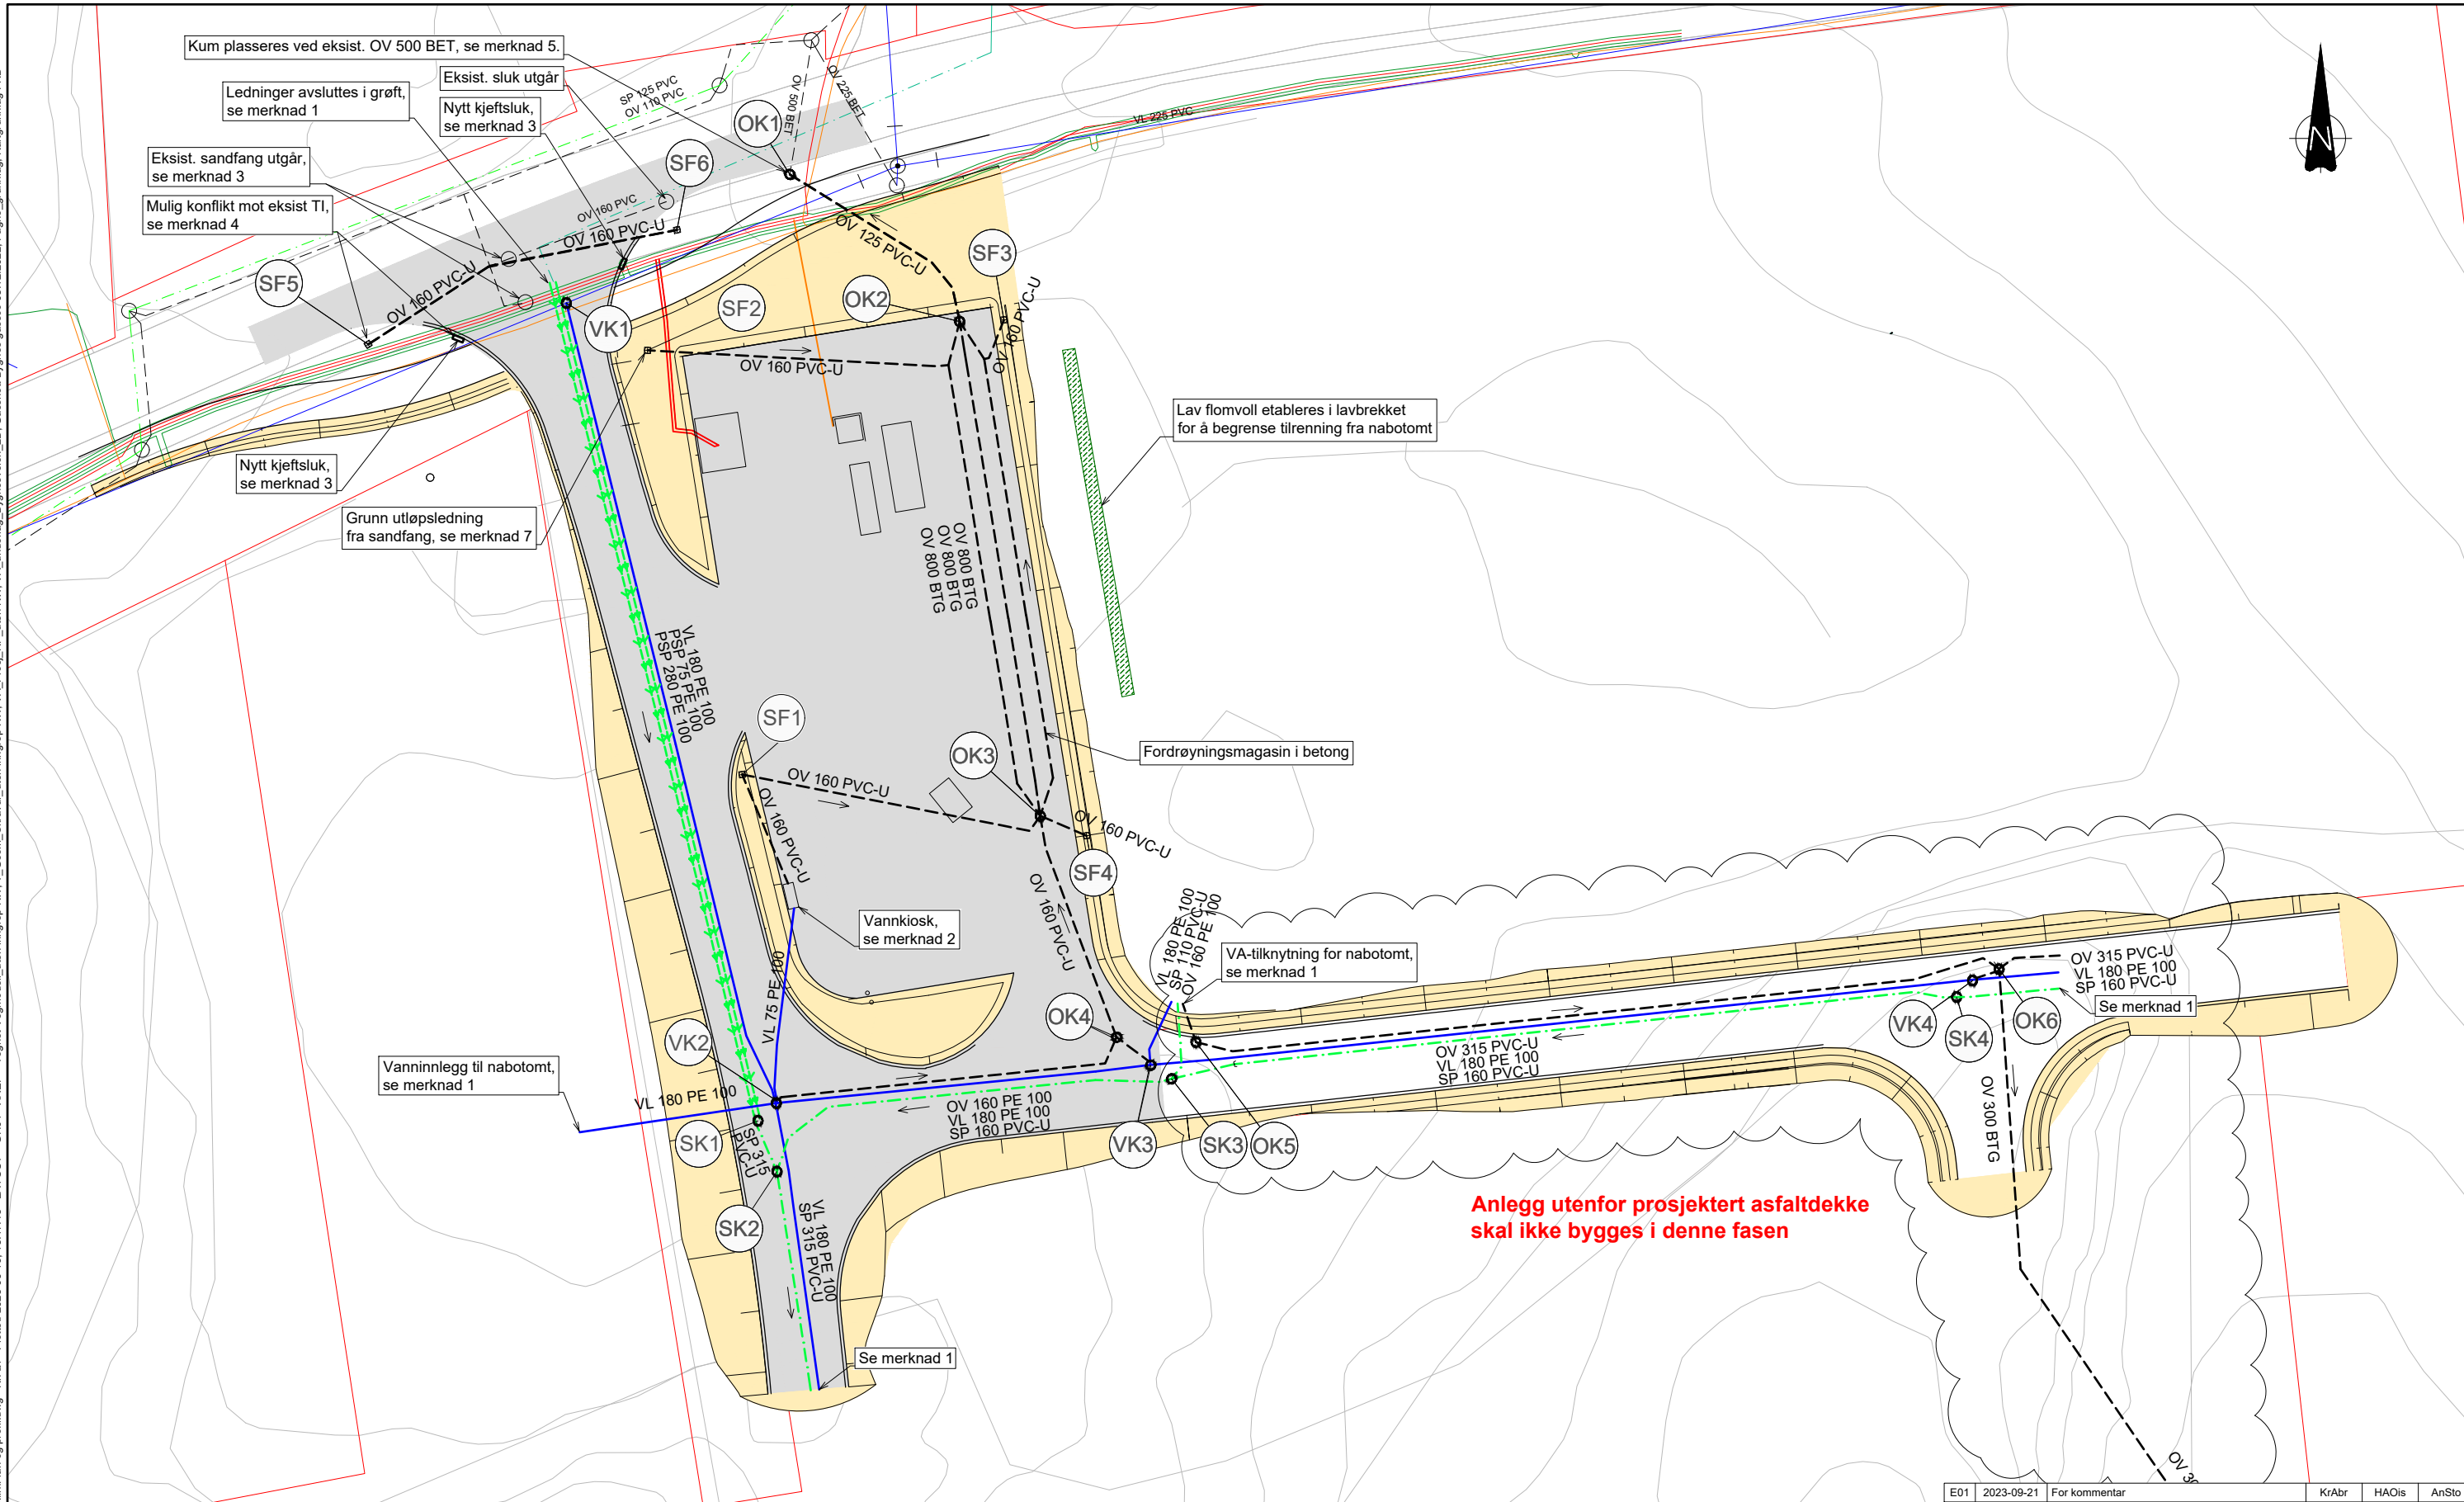 Kum plasseres ved eksist. OV 500 BET, se merknad 5.
Eksist. sluk utgår
Ledninger avsluttes i grøft,
se merknad 1
Nytt kjeftsluk,
se merknad 3
SP 125 PVC
OV 110 PVC
OV 500 BET
OV 225 BET
VL 225 PVC
OK1
SF6
Eksist. sandfang utgår,
se merknad 3
Mulig konflikt mot eksist TI,
se merknad 4
OV 160 PVC
OV 160 PVC-U
OV 125 PVC-U
SF3
SF5
OV 160 PVC-U
OK2
SF2
VK1
OV 160 PVC-U
OV 160 PVC-U
N
Lav flomvoll etableres i lavbrekket
for å begrense tilrenning fra nabotomt
Nytt kjeftsluk,
se merknad 3
Grunn utløpsledning
fra sandfang, se merknad 7
OV 800 BTG
OV 800 BTG
OV 800 BTG
VL 180 PE 100
PSP 75 PE 100
PSP 280 PE 100
SF1
OK3
Fordrøyningsmagasin i betong
OV 160 PVC-U
OV 160 PVC-U
OV 160 PVC-U
SF4
OV 160 PVC-U
Vannkiosk,
se merknad 2
VL 180 PE 100
SP 110 PVC-U
OV 160 PE 100
VA-tilknytning for nabotomt,
se merknad 1
OV 315 PVC-U
VL 180 PE 100
SP 160 PVC-U
Se merknad 1
VL 75 PE 100
OK4
VK2
VK4
SK4
OK6
Vanninnlegg til nabotomt,
se merknad 1
VL 180 PE 100
OV 315 PVC-U
VL 180 PE 100
SP 160 PVC-U
OV 160 PE 100
VL 180 PE 100
SP 160 PVC-U
SK1
SP 315
PVC-U
VK3
SK3
OK5
OV 300 BTG
SK2
VL 180 PE 100
SP 315 PVC-U
Anlegg utenfor prosjektert asfaltdekke
skal ikke bygges i denne fasen
Se merknad 1
E01 2023-09-21 For kommentar KrAbr HAOis AnSto